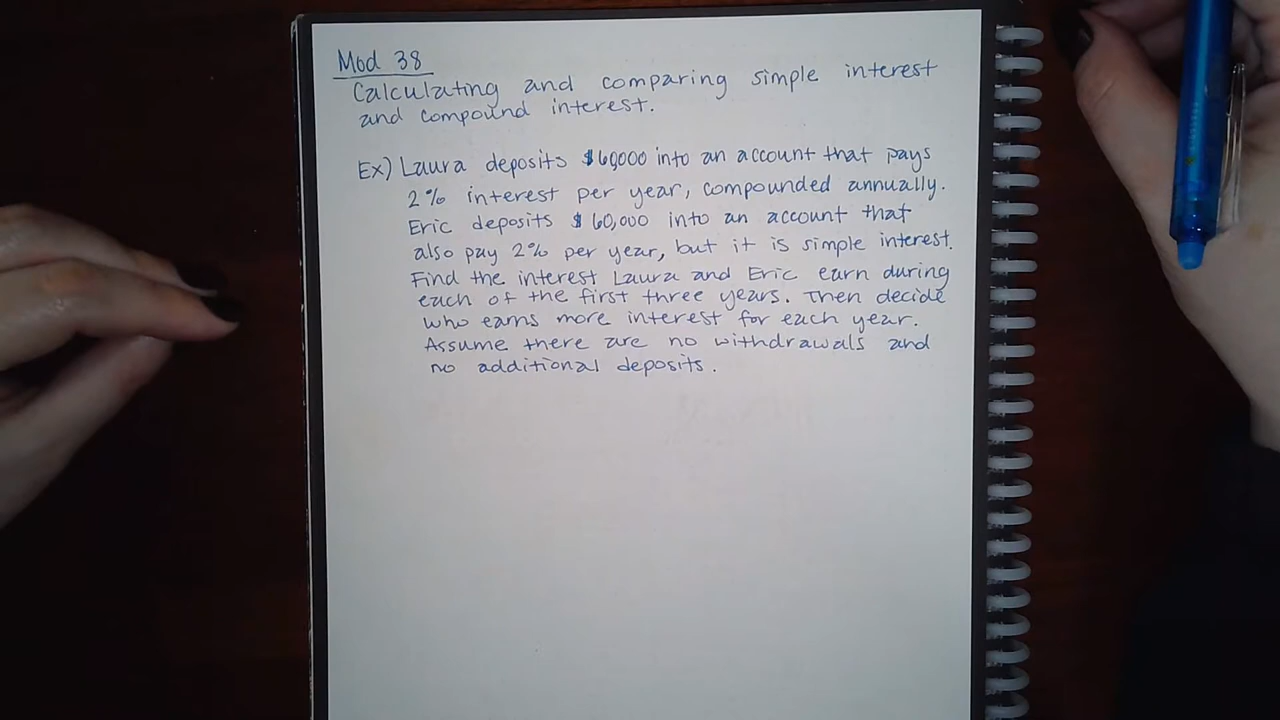 Mod 38
Calculating and comparing simple interest
and compound interest.
Ex) Laura deposits $60000 into an account that pays
2% interest per year, compounded annually.
Eric deposits $60,000 into an account that
also pay 2% per year, but it is simple interest.
Find the interest Laura and Eric earn during
each of the first three years. Then decide
who earns more interest for each year.
Assume there are no withdrawals and
no additional deposits.